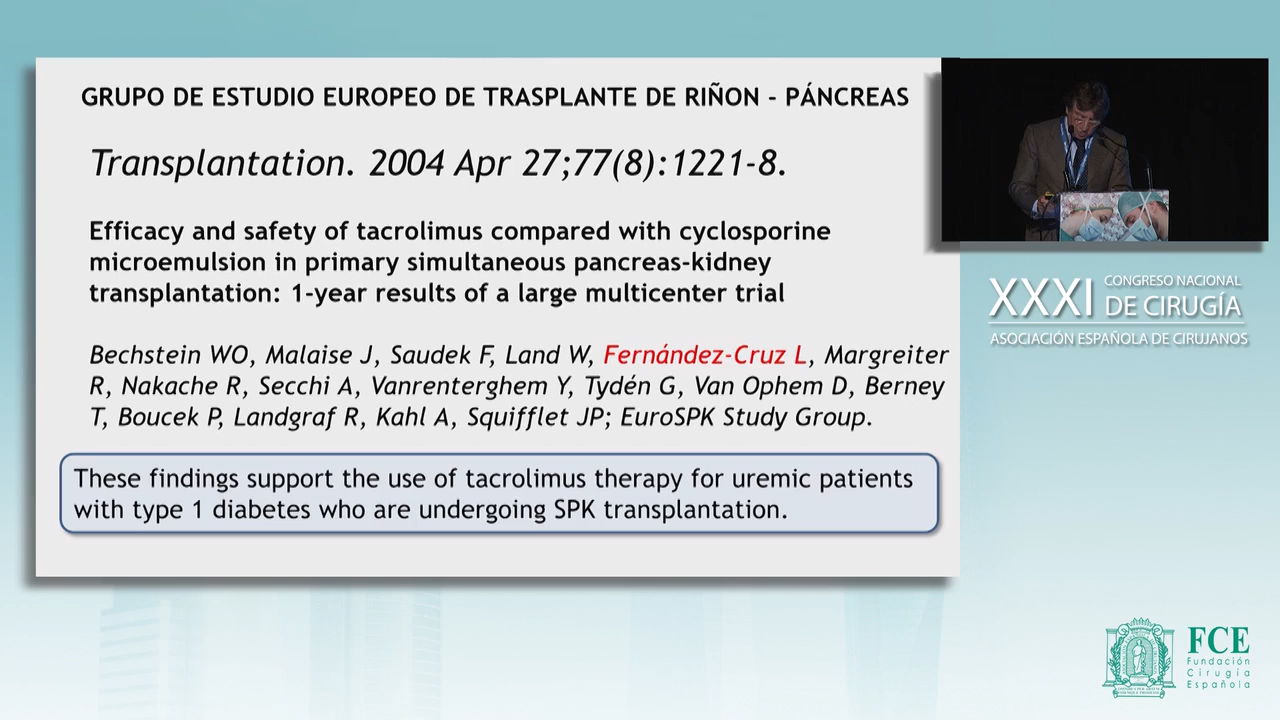 GRUPO DE ESTUDIO EUROPEO DE TRASPLANTE DE RIÑON - PÁNCREAS
Transplantation. 2004 Apr 27;77(8):1221-8.
Efficacy and safety of tacrolimus compared with cyclosporine
microemulsion in primary simultaneous pancreas-kidney
transplantation: 1-year results of a large multicenter trial
Bechstein WO, Malaise J, Saudek F, Land W, Fernández-Cruz L, Margreiter
R, Nakache R, Secchi A, Vanrenterghem Y, Tydén G, Van Ophem D, Berney
T, Boucek P, Landgraf R, Kahl A, Squifflet JP; EuroSPK Study Group.
These findings support the use of tacrolimus therapy for uremic patients
with type 1 diabetes who are undergoing SPK transplantation.
XXXI CONGRESO NACIONAL
DE CIRUGÍA
ASOCIACIÓN ESPAÑOLA DE CIRUJANOS
FCE
Fundación
Cirugía
Española